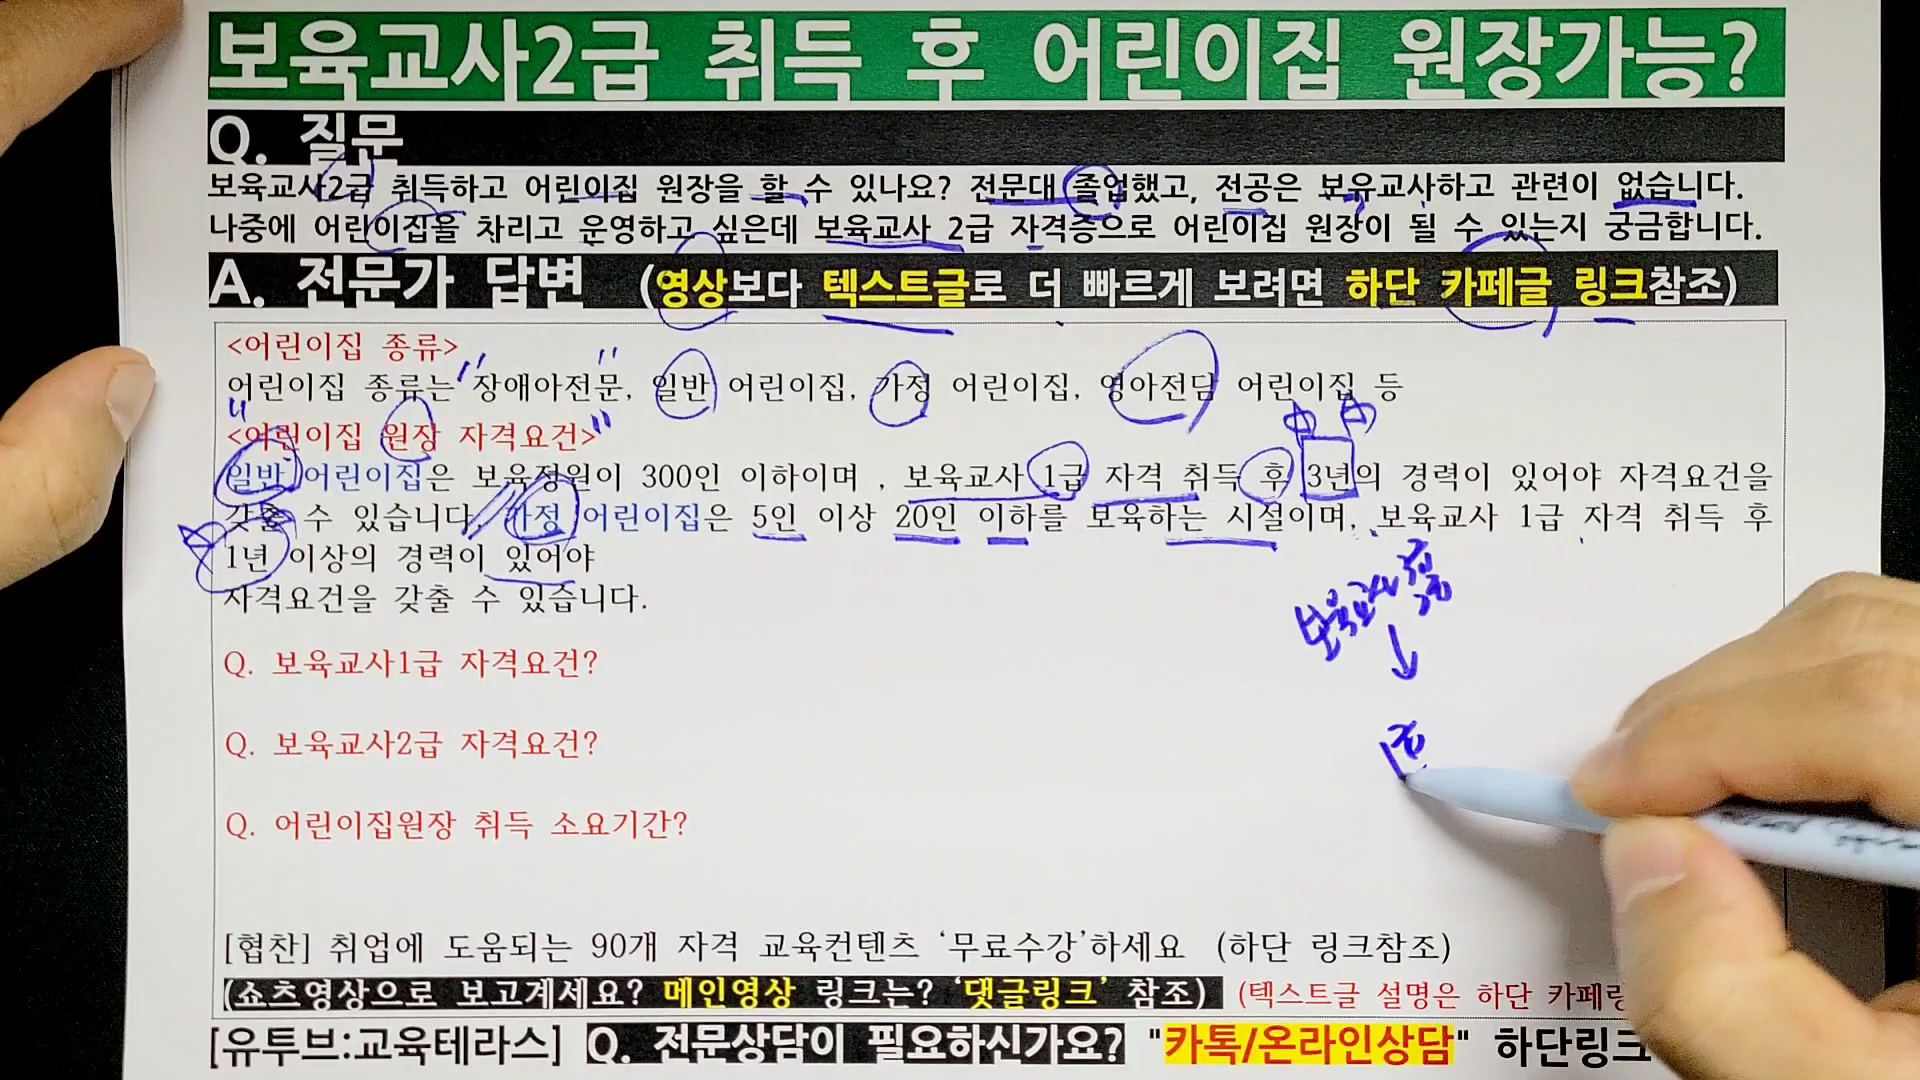 보육교사2급 취득 후 어린이집 원장가능?
Q. 질문
보육교사2급 취득하고 어린이집 원장을 할 수 있나요? 전문대 졸업했고, 전공은 보육교사하고 관련이 없습니다.
나중에 어린이집을 차리고 운영하고 싶은데 보육교사 2급 자격증으로 어린이집 원장이 될 수 있는지 궁금합니다.
A. 전문가 답변 (영상보다 텍스트글로 더 빠르게 보려면 하단 카페글 링크참조)
<어린이집 종류>
어린이집 종류는 장애아전문, 일반 어린이집, 가정 어린이집, 영아전담 어린이집 등
<어린이집 원장 자격요건>
일반 어린이집은 보육정원이 300인 이하이며 , 보육교사 1급 자격 취득 후 3년의 경력이 있어야 자격요건을
갖출 수 있습니다. 가정 어린이집은 5인 이상 20인 이하를 보육하는 시설이며, 보육교사 1급 자격 취득 후
1년 이상의 경력이 있어야
자격요건을 갖출 수 있습니다.
보육교사
Q. 보육교사1급 자격요건?
Q. 보육교사2급 자격요건?
Q. 어린이집원장 취득 소요기간?
[협찬] 취업에 도움되는 90개 자격 교육컨텐츠 ‘무료수강’하세요 (하단 링크참조)
(쇼츠영상으로 보고계세요? 메인영상 링크는? ‘댓글링크’ 참조) (텍스트글 설명은 하단 카페링
[유투브:교육테라스] Q. 전문상담이 필요하신가요? "카톡/온라인상담" 하단링크